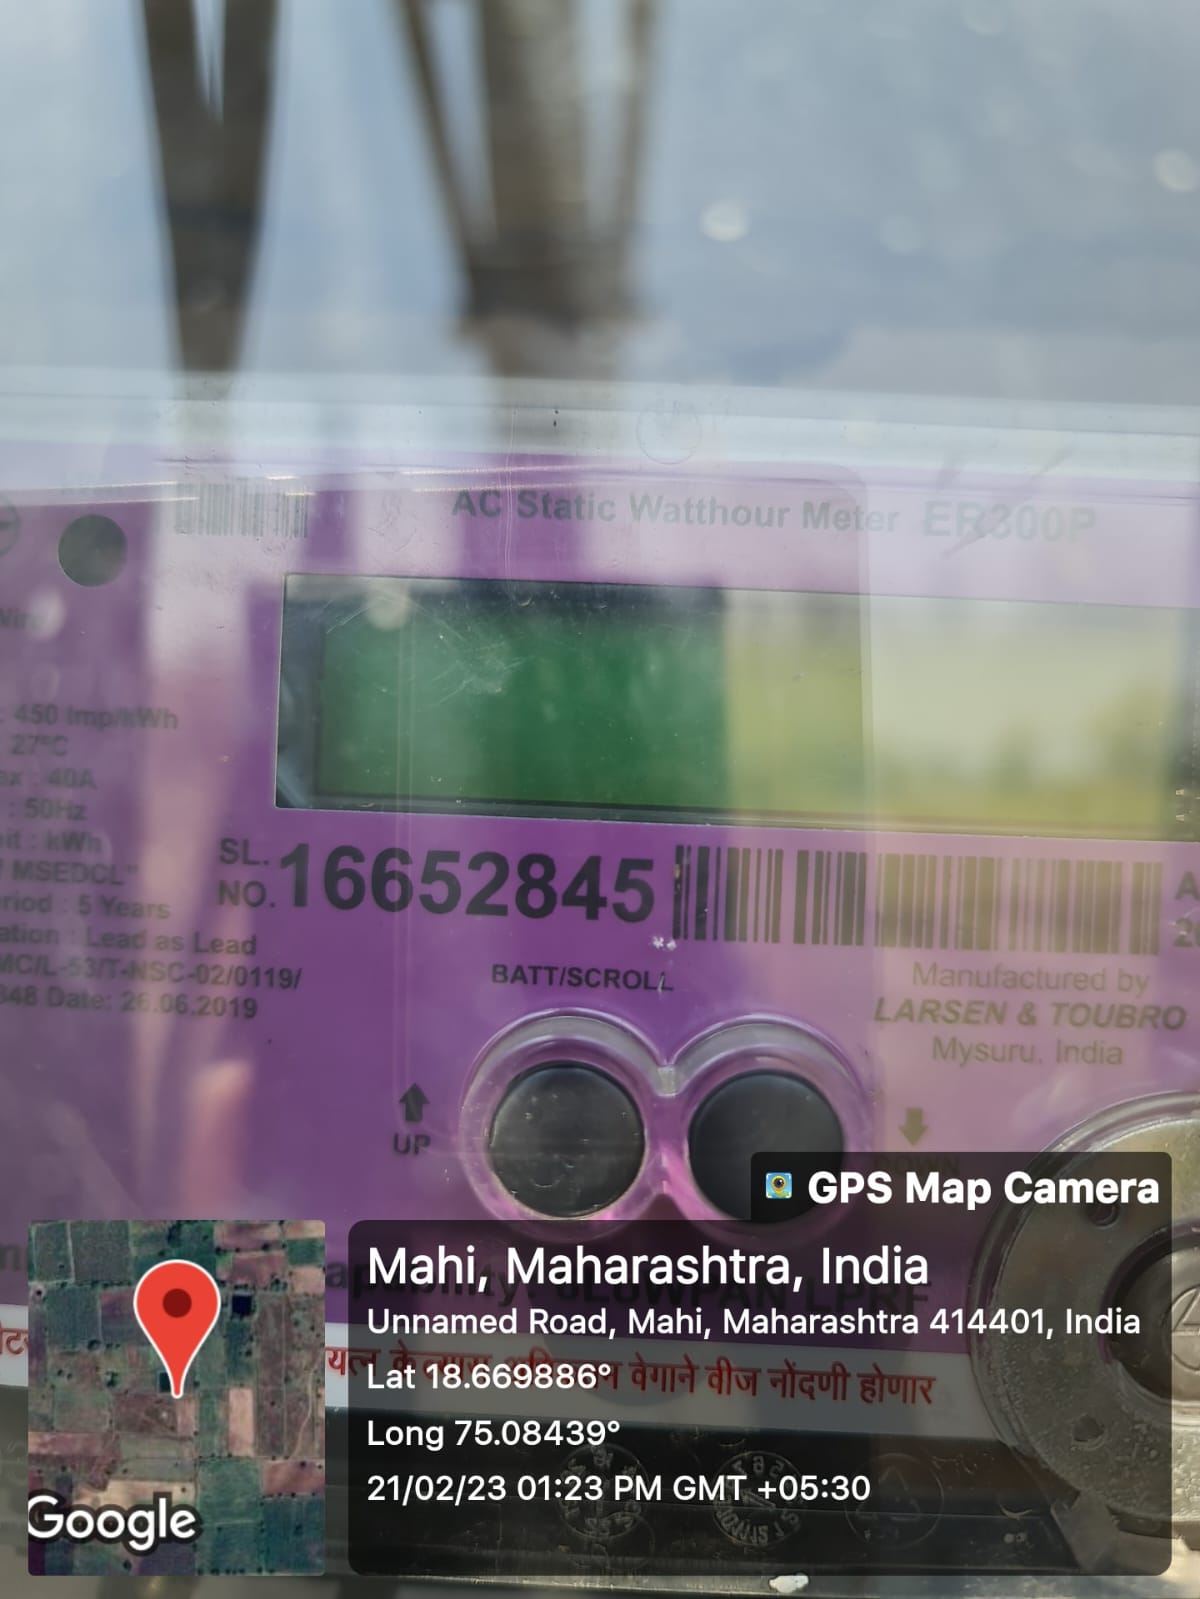 AC Static Watthour Meter ER300P
: 450 Imp/kWh
: 27°C
ax : 40A
: 50Hz
it : kWh
MSEDCL"
riod : 5 Years
ation : Lead as Lead
MC/L-53/T-NSC-02/0119/
348 Date: 26.06.2019
SL.
NO. 16652845
BATT/SCROLL
Manufactured by
LARSEN & TOUBRO
Mysuru, India
UP
GPS Map Camera
Mahi, Maharashtra, India
Unnamed Road, Mahi, Maharashtra 414401, India
वेगाने वीज नोंदणी होणार
Lat 18.669886°
Long 75.08439°
21/02/23 01:23 PM GMT +05:30
Google